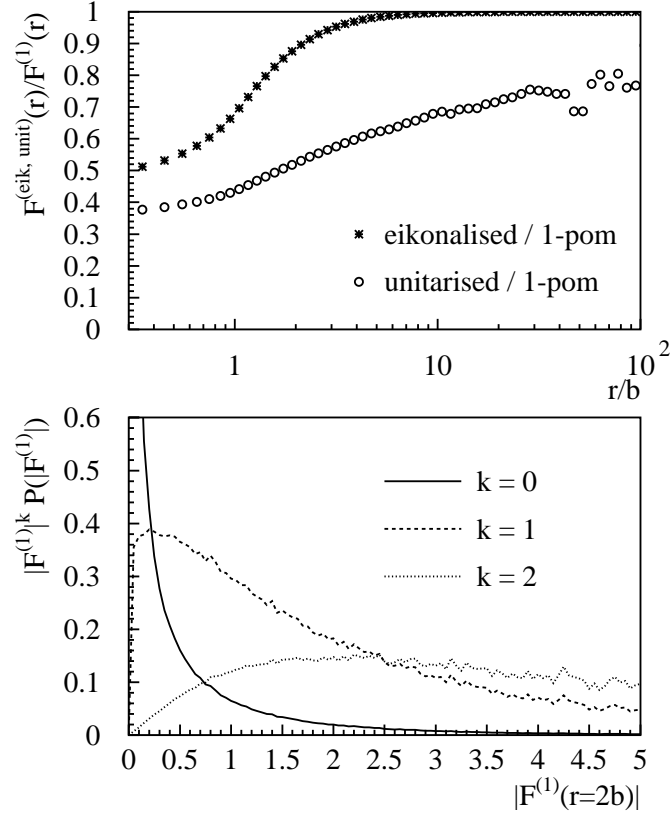 F^(eik, unit)(r)/F^(1)(r)
1
0.9
0.8
0.7
0.6
0.5
0.4
0.3
0.2
0.1
0
eikonalised / 1-pom
unitarised / 1-pom
1
10
10^2
r/b
|F^(1)|^k P(|F^(1)|)
0.6
0.5
0.4
0.3
0.2
0.1
0
k = 0
k = 1
k = 2
0 0.5 1 1.5 2 2.5 3 3.5 4 4.5 5
|F^(1)(r=2b)|